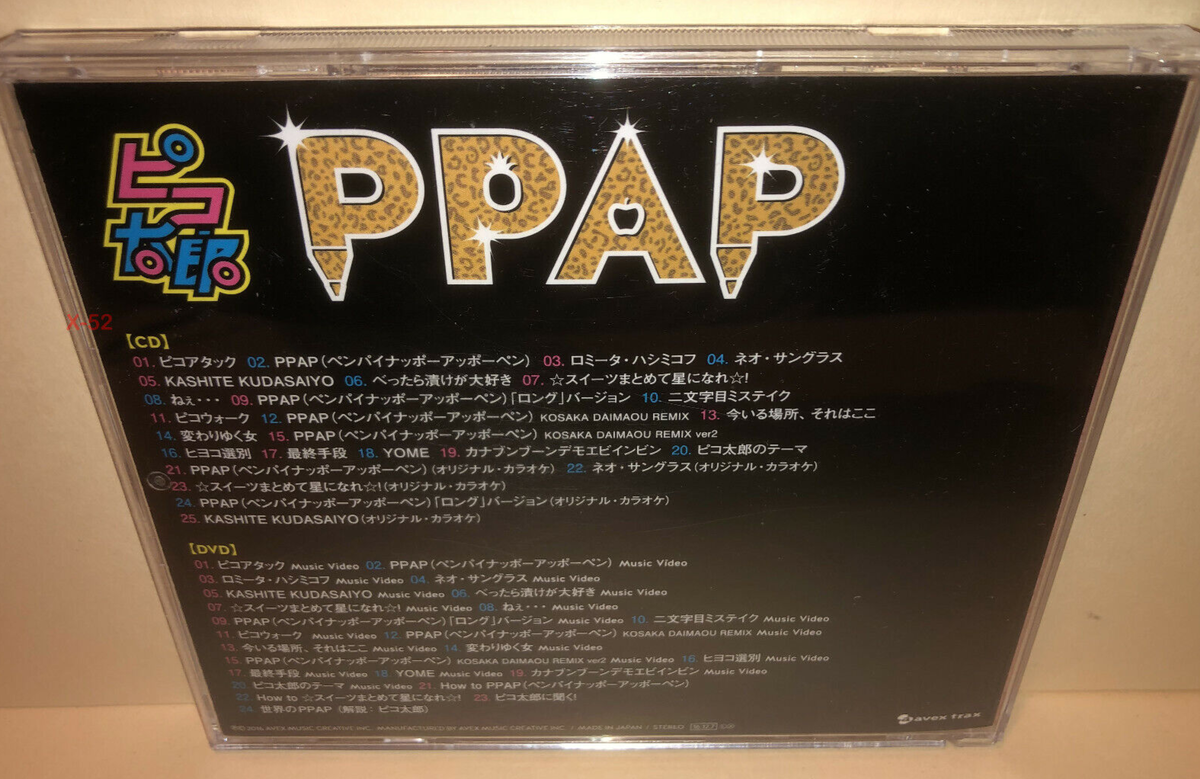 ピコ太郎
PPAP
X-52
【CD】
01. ピコアタック 02. PPAP(ペンパイナッポーアッポーペン) 03. ロミータ・ハシミコフ 04. ネオ・サングラス
05. KASHITE KUDASAIYO 06. べったら漬けが大好き 07. ☆スイーツまとめて星になれ☆!
08. ねぇ・・・ 09. PPAP(ペンパイナッポーアッポーペン)「ロング」バージョン 10. 二文字目ミステイク
11. ピコウォーク 12. PPAP(ペンパイナッポーアッポーペン) KOSAKA DAIMAOU REMIX 13. 今いる場所、それはここ
14. 変わりゆく女 15. PPAP(ペンパイナッポーアッポーペン) KOSAKA DAIMAOU REMIX ver2
16. ヒヨコ選別 17. 最終手段 18. YOME 19. カナブンブーンデモエビインビン 20. ピコ太郎のテーマ
21. PPAP(ペンパイナッポーアッポーペン)(オリジナル・カラオケ) 22. ネオ・サングラス(オリジナル・カラオケ)
23. ☆スイーツまとめて星になれ☆!(オリジナル・カラオケ)
24. PPAP(ペンパイナッポーアッポーペン)「ロング」バージョン(オリジナル・カラオケ)
25. KASHITE KUDASAIYO(オリジナル・カラオケ)
【DVD】
01. ピコアタック Music Video 02. PPAP(ペンパイナッポーアッポーペン) Music Video
03. ロミータ・ハシミコフ Music Video 04. ネオ・サングラス Music Video
05. KASHITE KUDASAIYO Music Video 06. べったら漬けが大好き Music Video
07. ☆スイーツまとめて星になれ☆! Music Video 08. ねぇ・・・ Music Video
09. PPAP(ペンパイナッポーアッポーペン)「ロング」バージョン Music Video 10. 二文字目ミステイク Music Video
11. ピコウォーク Music Video 12. PPAP(ペンパイナッポーアッポーペン) KOSAKA DAIMAOU REMIX Music Video
13. 今いる場所、それはここ Music Video 14. 変わりゆく女 Music Video
15. PPAP(ペンパイナッポーアッポーペン) KOSAKA DAIMAOU REMIX ver2 Music Video 16. ヒヨコ選別 Music Video
17. 最終手段 Music Video 18. YOME Music Video 19. カナブンブーンデモエビインビン Music Video
20. ピコ太郎のテーマ Music Video 21. How to PPAP(ペンパイナッポーアッポーペン)
22. How to ☆スイーツまとめて星になれ☆! 23. ピコ太郎に聞く!
24. 世界のPPAP (解説:ピコ太郎)
℗© 2016 AVEX MUSIC CREATIVE INC. MANUFACTURED BY AVEX MUSIC CREATIVE INC. / MADE IN JAPAN / STEREO
avex trax